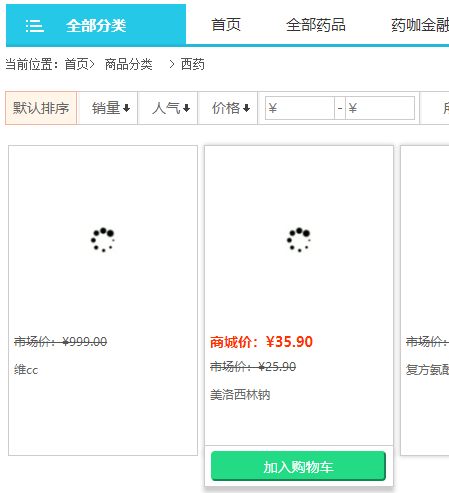 全部分类 首页 全部药品 药咖金融
当前位置：首页> 商品分类 > 西药
默认排序 销量 人气 价格 ¥ - ¥
市场价：¥999.00
维cc
商城价：¥35.90
市场价：¥25.90
美洛西林钠
加入购物车
市场价：
复方氨酚